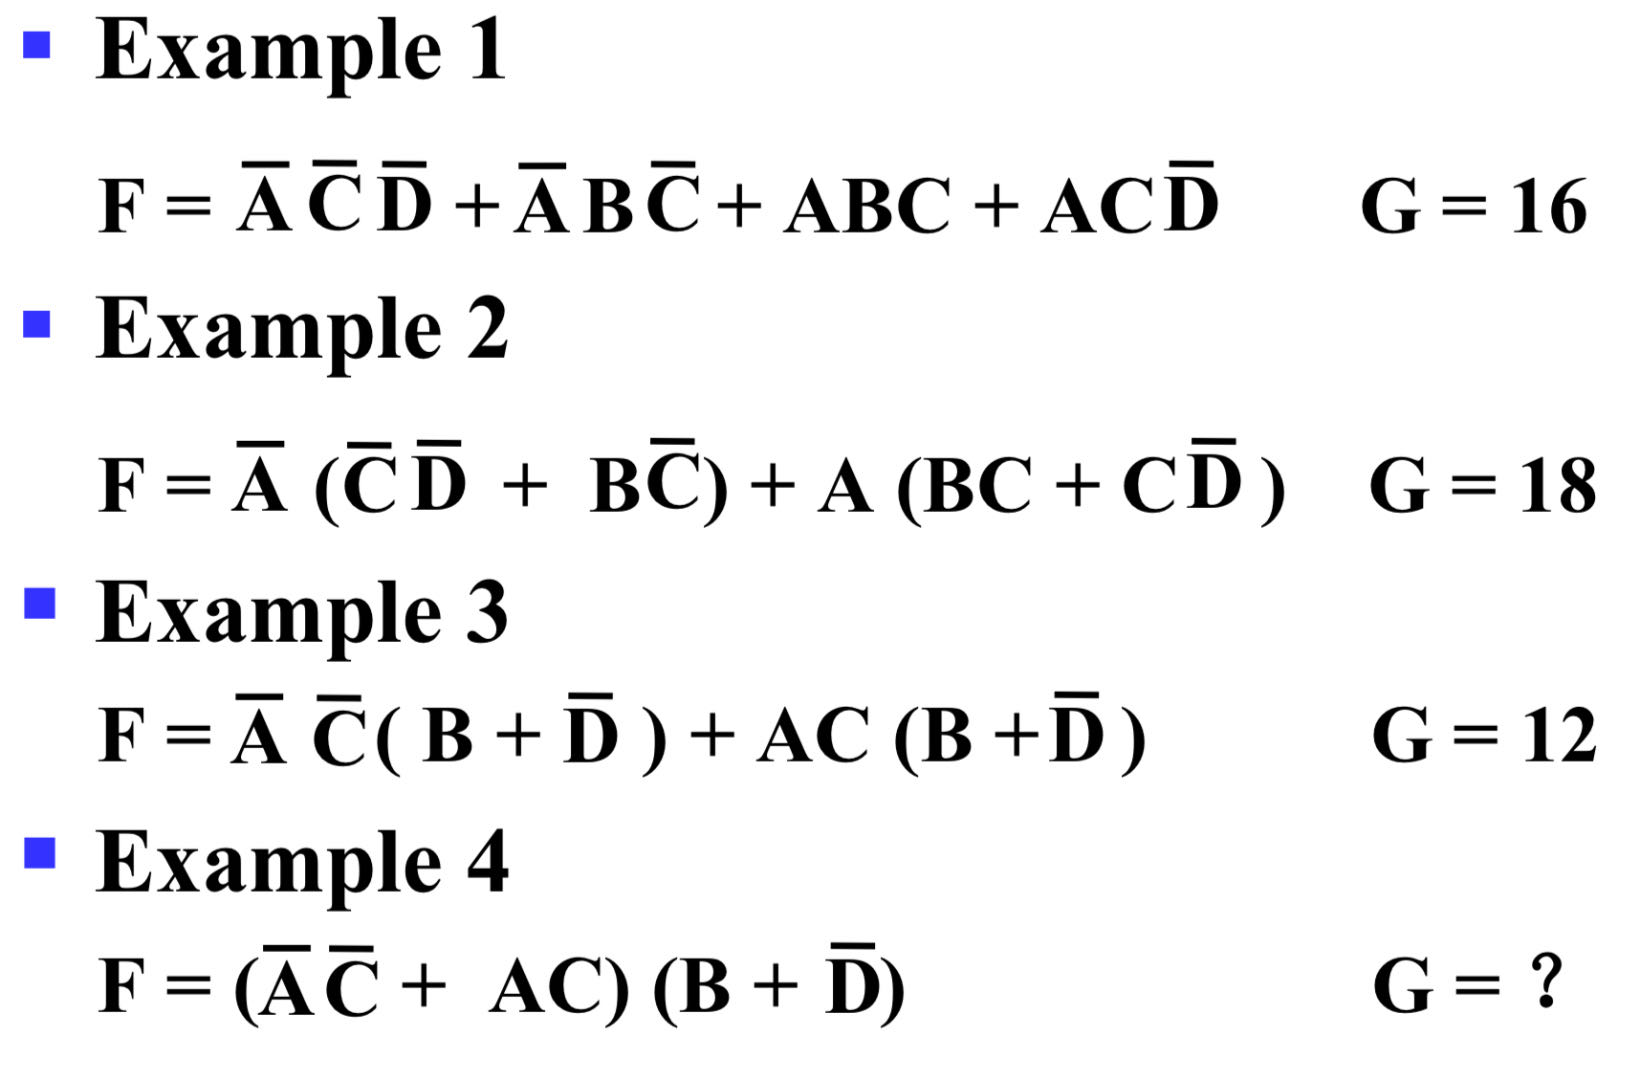 ▪ Example 1
F = A̅ C̅ D̅ + A̅ B C̅ + ABC + ACD̅ G = 16
▪ Example 2
F = A̅ (C̅ D̅ + BC̅) + A (BC + CD̅ ) G = 18
▪ Example 3
F = A̅ C̅( B + D̅ ) + AC (B +D̅ ) G = 12
▪ Example 4
F = (A̅ C̅ + AC) (B + D̅) G = ?